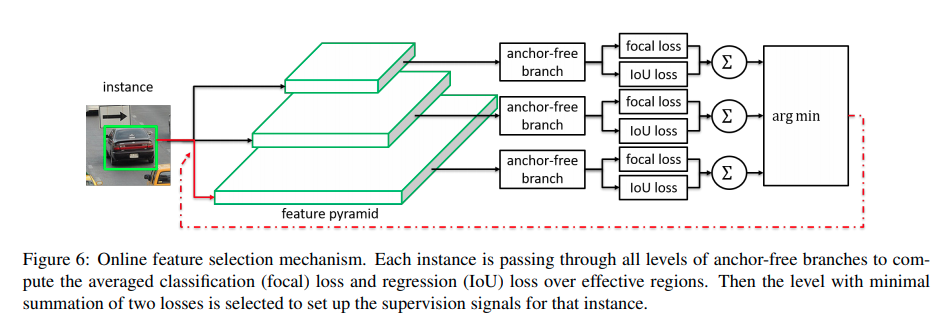 instance
feature pyramid
anchor-free
branch
focal loss
IoU loss
Σ
anchor-free
branch
focal loss
IoU loss
Σ
anchor-free
branch
focal loss
IoU loss
Σ
arg min
Figure 6: Online feature selection mechanism. Each instance is passing through all levels of anchor-free branches to com-
pute the averaged classification (focal) loss and regression (IoU) loss over effective regions. Then the level with minimal
summation of two losses is selected to set up the supervision signals for that instance.